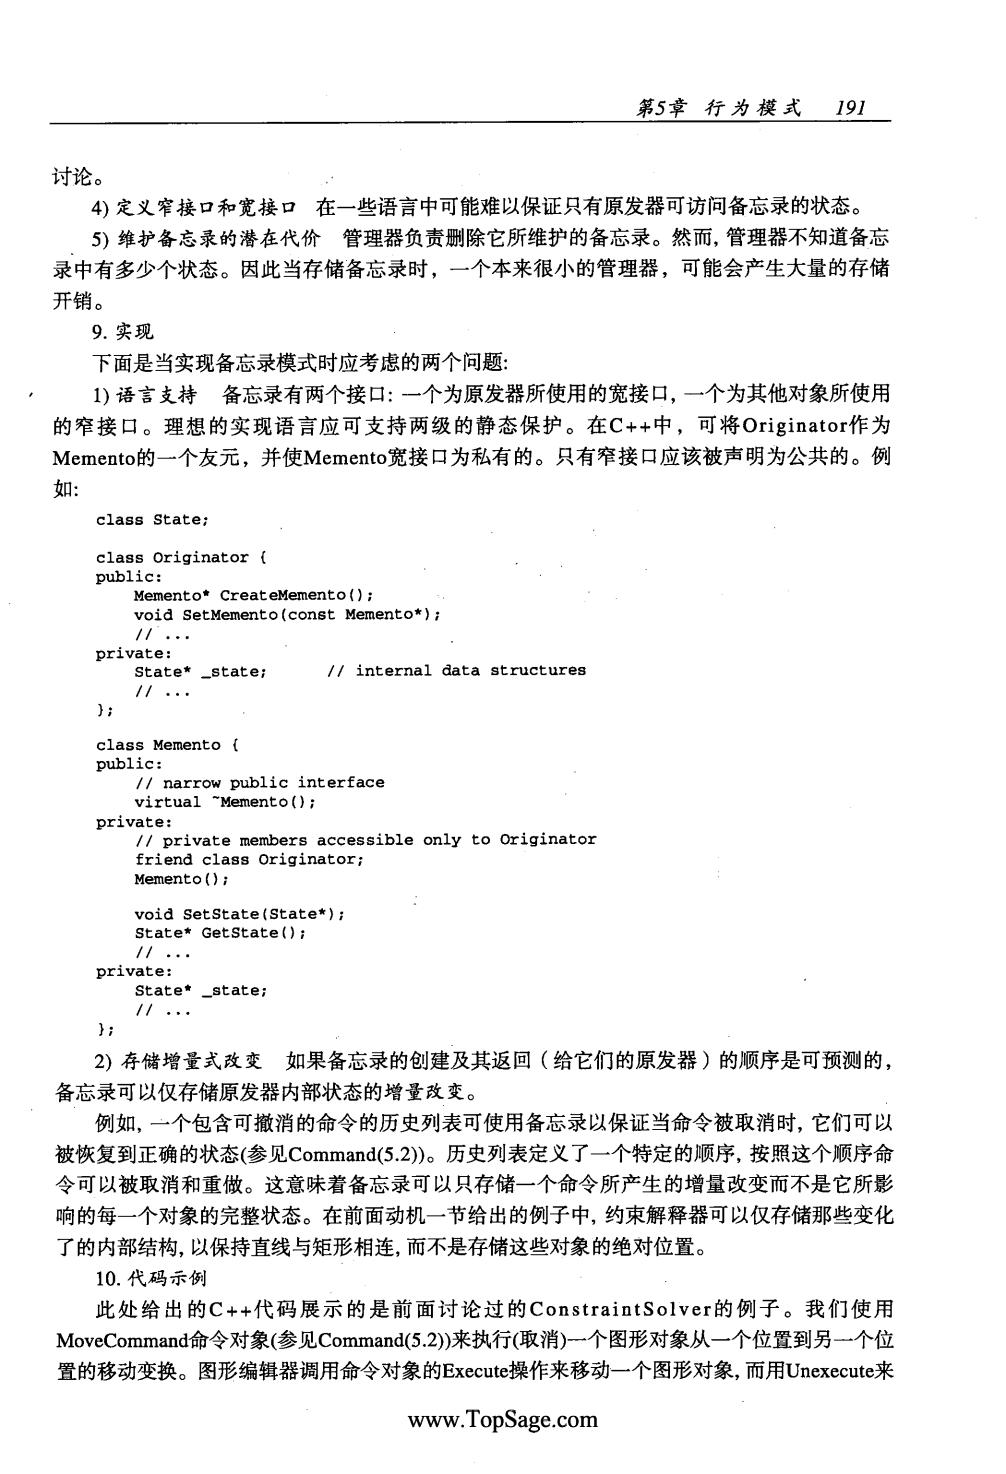 第5章 行为模式 191
讨论。
4) 定义窄接口和宽接口 在一些语言中可能难以保证只有原发器可访问备忘录的状态。
5) 维护备忘录的潜在代价 管理器负责删除它所维护的备忘录。然而, 管理器不知道备忘
录中有多少个状态。因此当存储备忘录时，一个本来很小的管理器，可能会产生大量的存储
开销。
9. 实现
下面是当实现备忘录模式时应考虑的两个问题:
1) 语言支持 备忘录有两个接口: 一个为原发器所使用的宽接口, 一个为其他对象所使用
的窄接口。理想的实现语言应可支持两级的静态保护。在C++中，可将Originator作为
Memento的一个友元，并使Memento宽接口为私有的。只有窄接口应该被声明为公共的。例
如:
class State;
class Originator {
public:
Memento* CreateMemento();
void SetMemento(const Memento*);
// ...
private:
State* _state; // internal data structures
// ...
};
class Memento {
public:
// narrow public interface
virtual ~Memento();
private:
// private members accessible only to Originator
friend class Originator;
Memento();
void SetState(State*);
State* GetState();
// ...
private:
State* _state;
// ...
};
2) 存储增量式改变 如果备忘录的创建及其返回（给它们的原发器）的顺序是可预测的,
备忘录可以仅存储原发器内部状态的增量改变。
例如, 一个包含可撤消的命令的历史列表可使用备忘录以保证当命令被取消时, 它们可以
被恢复到正确的状态(参见Command(5.2))。历史列表定义了一个特定的顺序, 按照这个顺序命
令可以被取消和重做。这意味着备忘录可以只存储一个命令所产生的增量改变而不是它所影
响的每一个对象的完整状态。在前面动机一节给出的例子中, 约束解释器可以仅存储那些变化
了的内部结构, 以保持直线与矩形相连, 而不是存储这些对象的绝对位置。
10. 代码示例
此处给出的C++代码展示的是前面讨论过的ConstraintSolver的例子。我们使用
MoveCommand命令对象(参见Command(5.2))来执行(取消)一个图形对象从一个位置到另一个位
置的移动变换。图形编辑器调用命令对象的Execute操作来移动一个图形对象, 而用Unexecute来
www.TopSage.com